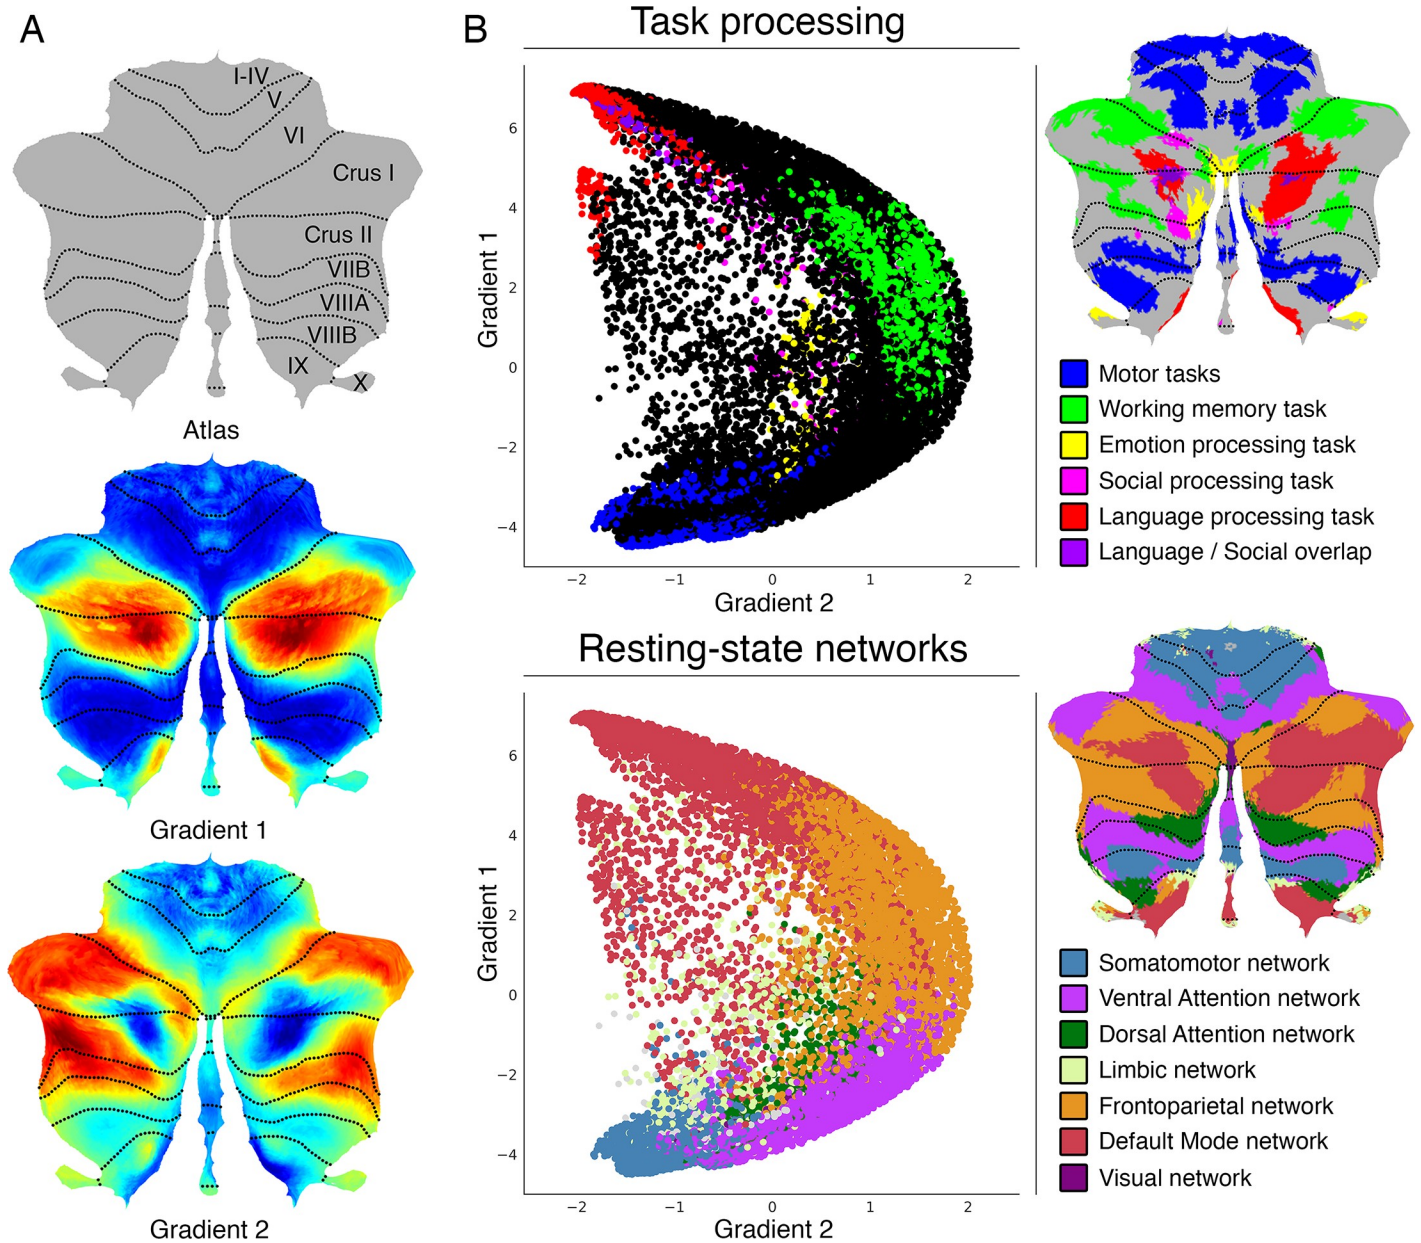 A
I-IV
V
VI
Crus I
Crus II
VIIB
VIIIA
VIIIB
IX
X
Atlas
Gradient 1
Gradient 2
B
Task processing
Gradient 1
6
4
2
0
−2
−4
−2 −1 0 1 2
Gradient 2
Motor tasks
Working memory task
Emotion processing task
Social processing task
Language processing task
Language / Social overlap
Resting-state networks
Gradient 1
6
4
2
0
−2
−4
−2 −1 0 1 2
Gradient 2
Somatomotor network
Ventral Attention network
Dorsal Attention network
Limbic network
Frontoparietal network
Default Mode network
Visual network